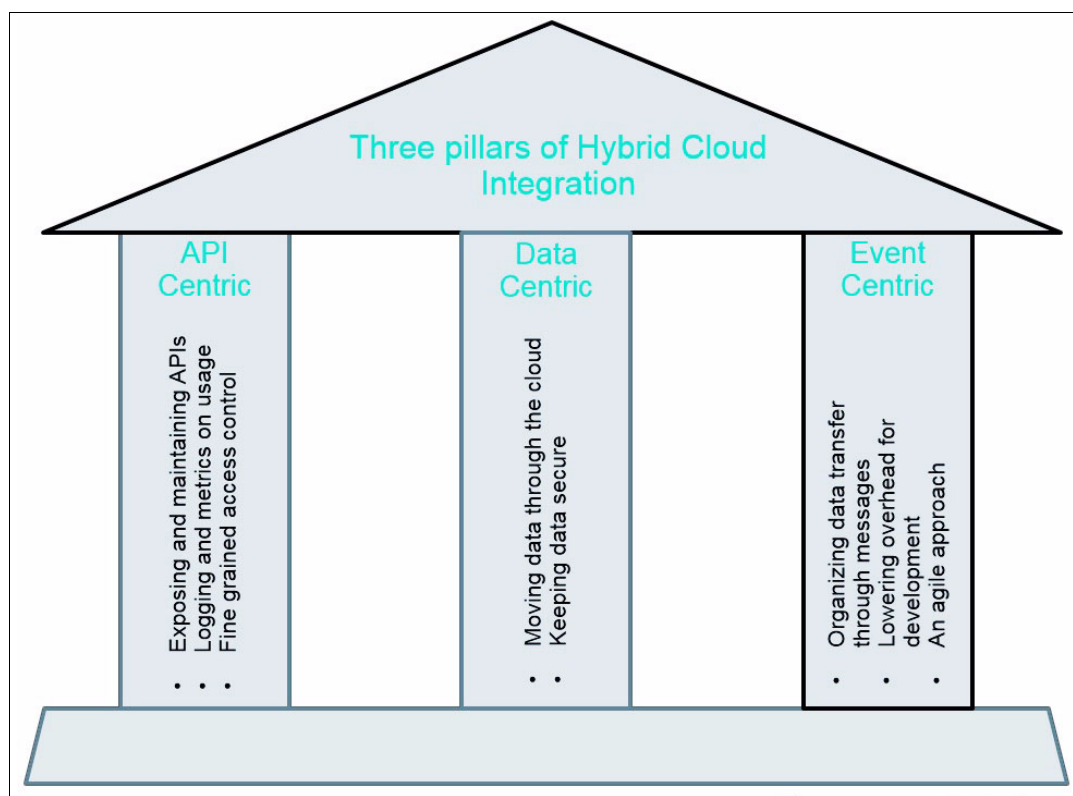 Three pillars of Hybrid Cloud
Integration
API
Centric
• Exposing and maintaining APIs
• Logging and metrics on usage
• Fine grained access control
Data
Centric
• Moving data through the cloud
• Keeping data secure
Event
Centric
• Organizing data transfer
through messages
• Lowering overhead for
development
• An agile approach